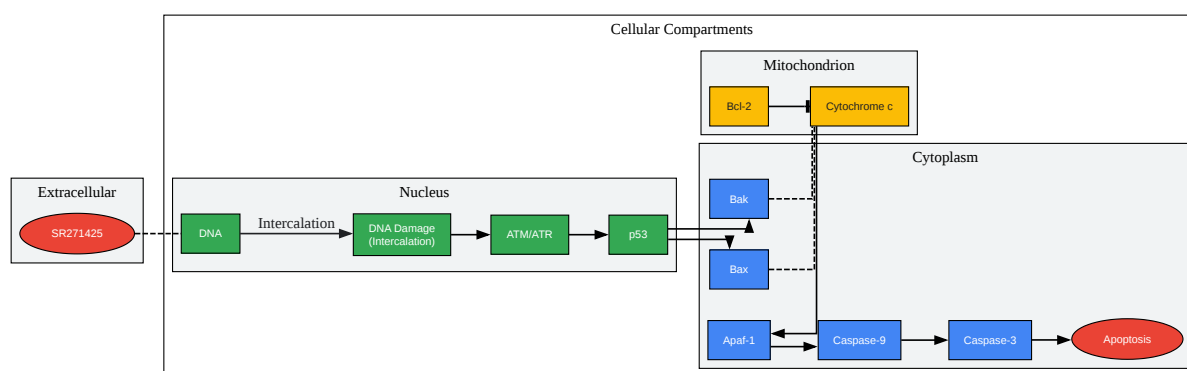 Cellular Compartments
Mitochondrion
Bcl-2
Cytochrome c
Cytoplasm
Extracellular
SR271425
Nucleus
DNA
Intercalation
DNA Damage
(Intercalation)
ATM/ATR
p53
Bak
Bax
Apaf-1
Caspase-9
Caspase-3
Apoptosis